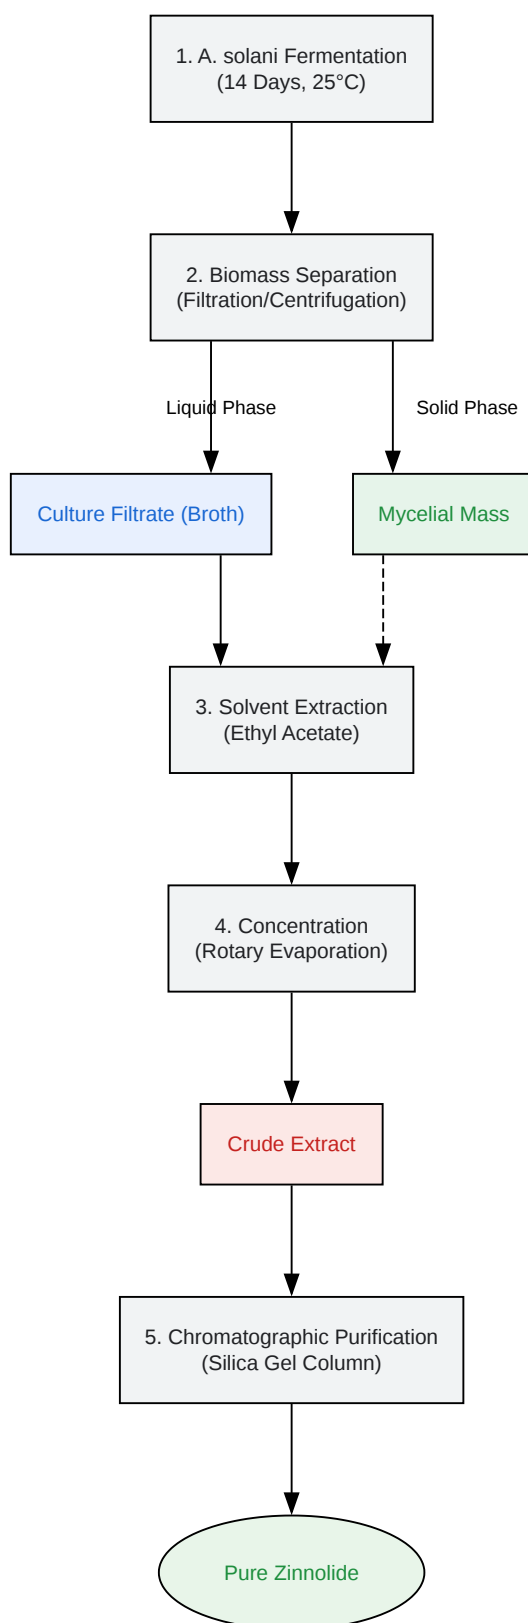 1. A. solani Fermentation
(14 Days, 25°C)
2. Biomass Separation
(Filtration/Centrifugation)
Liquid Phase
Solid Phase
Culture Filtrate (Broth)
Mycelial Mass
3. Solvent Extraction
(Ethyl Acetate)
4. Concentration
(Rotary Evaporation)
Crude Extract
5. Chromatographic Purification
(Silica Gel Column)
Pure Zinnolide